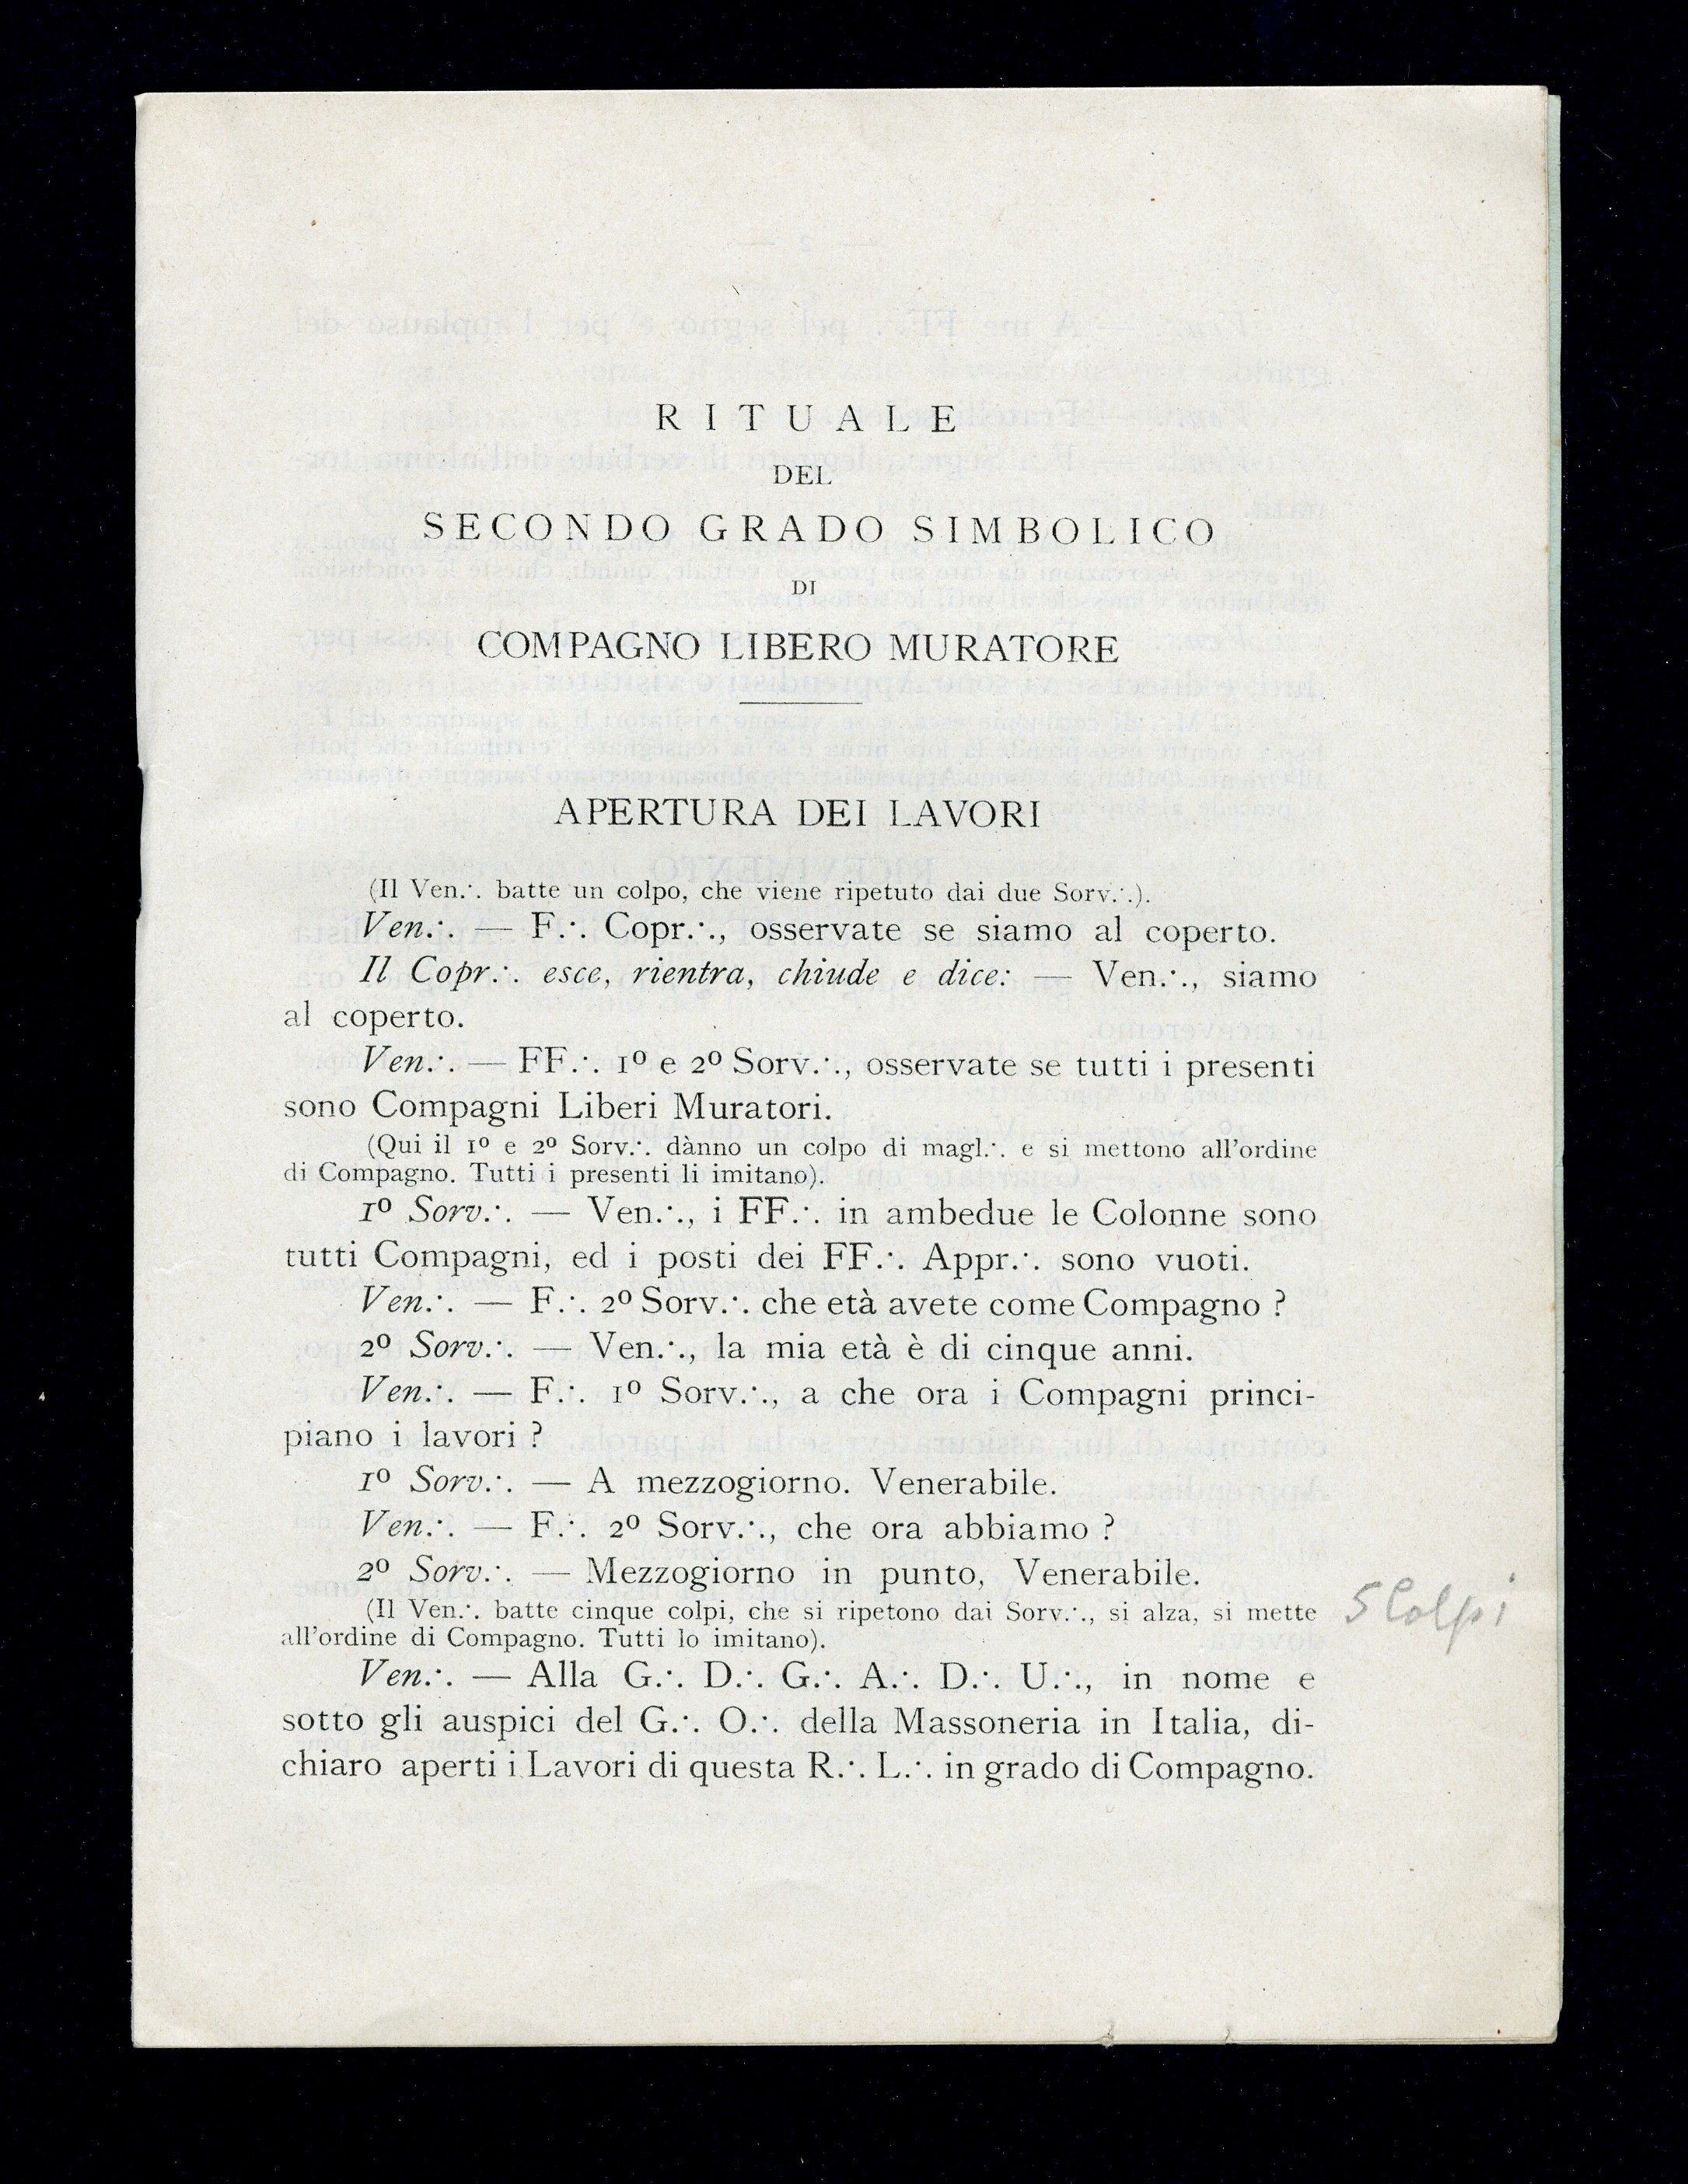 RITUALE
DEL
SECONDO GRADO SIMBOLICO
DI
COMPAGNO LIBERO MURATORE
APERTURA DEI LAVORI
(Il Ven.·. batte un colpo, che viene ripetuto dai due Sorv.·.).
Ven.·. — F.·. Copr.·., osservate se siamo al coperto.
Il Copr.·. esce, rientra, chiude e dice: — Ven.·., siamo
al coperto.
Ven.·. — FF.·. 1º e 2º Sorv.·., osservate se tutti i presenti
sono Compagni Liberi Muratori.
(Qui il 1º e 2º Sorv.·. dànno un colpo di magl.·. e si mettono all'ordine
di Compagno. Tutti i presenti li imitano).
1º Sorv.·. — Ven.·., i FF.·. in ambedue le Colonne sono
tutti Compagni, ed i posti dei FF.·. Appr.·. sono vuoti.
Ven.·. — F.·. 2º Sorv.·. che età avete come Compagno ?
2º Sorv.·. — Ven.·., la mia età è di cinque anni.
Ven.·. — F.·. 1º Sorv.·., a che ora i Compagni princi-
piano i lavori ?
1º Sorv.·. — A mezzogiorno. Venerabile.
Ven.·. — F.·. 2º Sorv.·., che ora abbiamo ?
2º Sorv.·. — Mezzogiorno in punto, Venerabile.
(Il Ven.·. batte cinque colpi, che si ripetono dai Sorv.·., si alza, si mette
all'ordine di Compagno. Tutti lo imitano).
5 Colpi
Ven.·. — Alla G.·. D.·. G.·. A.·. D.·. U.·., in nome e
sotto gli auspici del G.·. O.·. della Massoneria in Italia, di-
chiaro aperti i Lavori di questa R.·. L.·. in grado di Compagno.